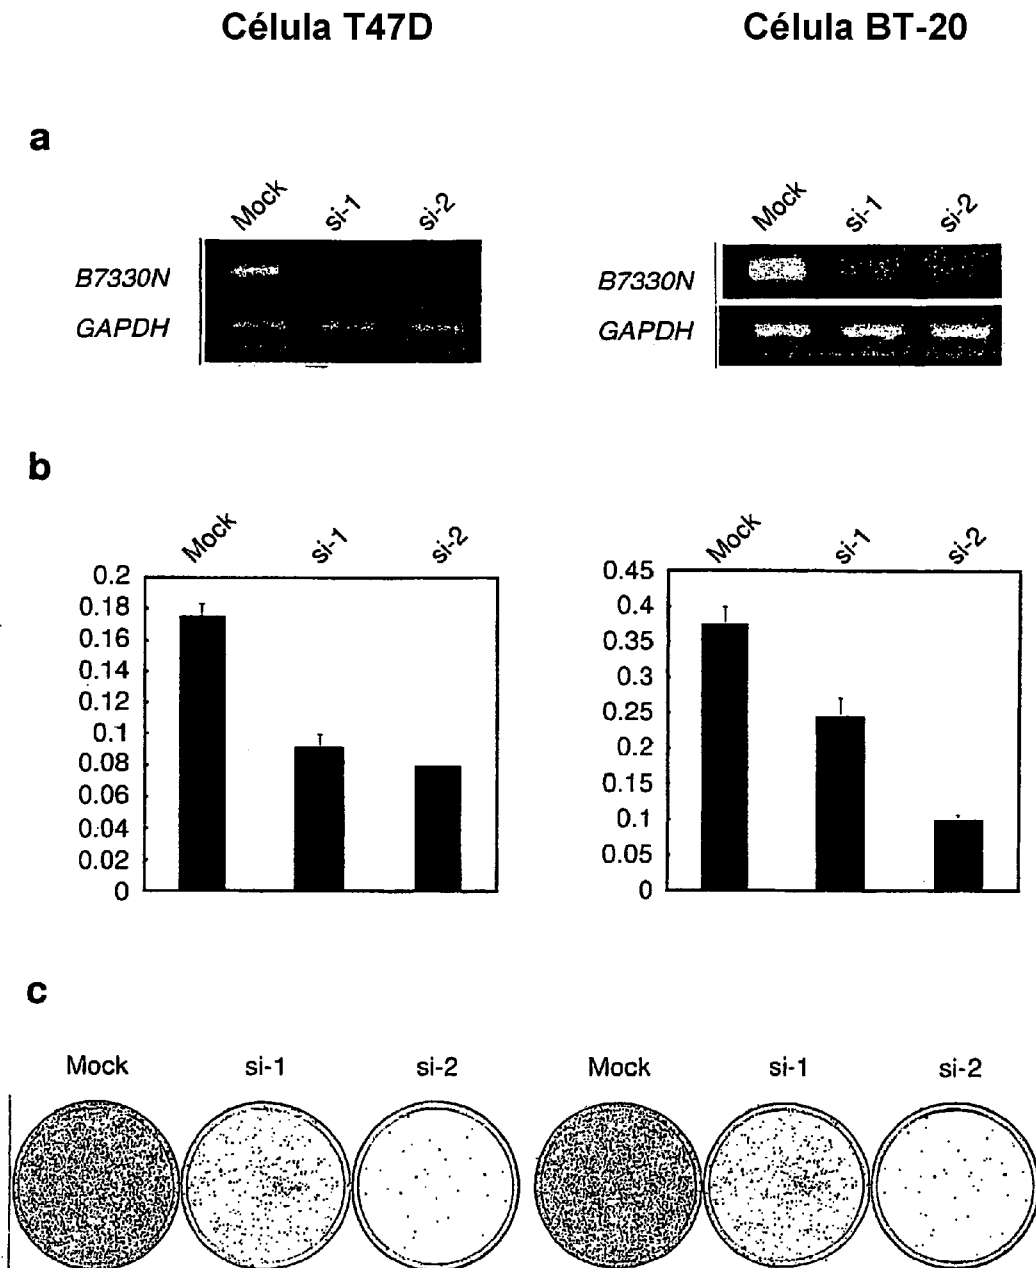 Célula T47D
Célula BT-20
a
Mock si-1 si-2
B7330N
GAPDH
Mock si-1 si-2
B7330N
GAPDH
b
Mock si-1 si-2
0.2
0.18
0.16
0.14
0.12
0.1
0.08
0.06
0.04
0.02
0
Mock si-1 si-2
0.45
0.4
0.35
0.3
0.25
0.2
0.15
0.1
0.05
0
c
Mock si-1 si-2
Mock si-1 si-2